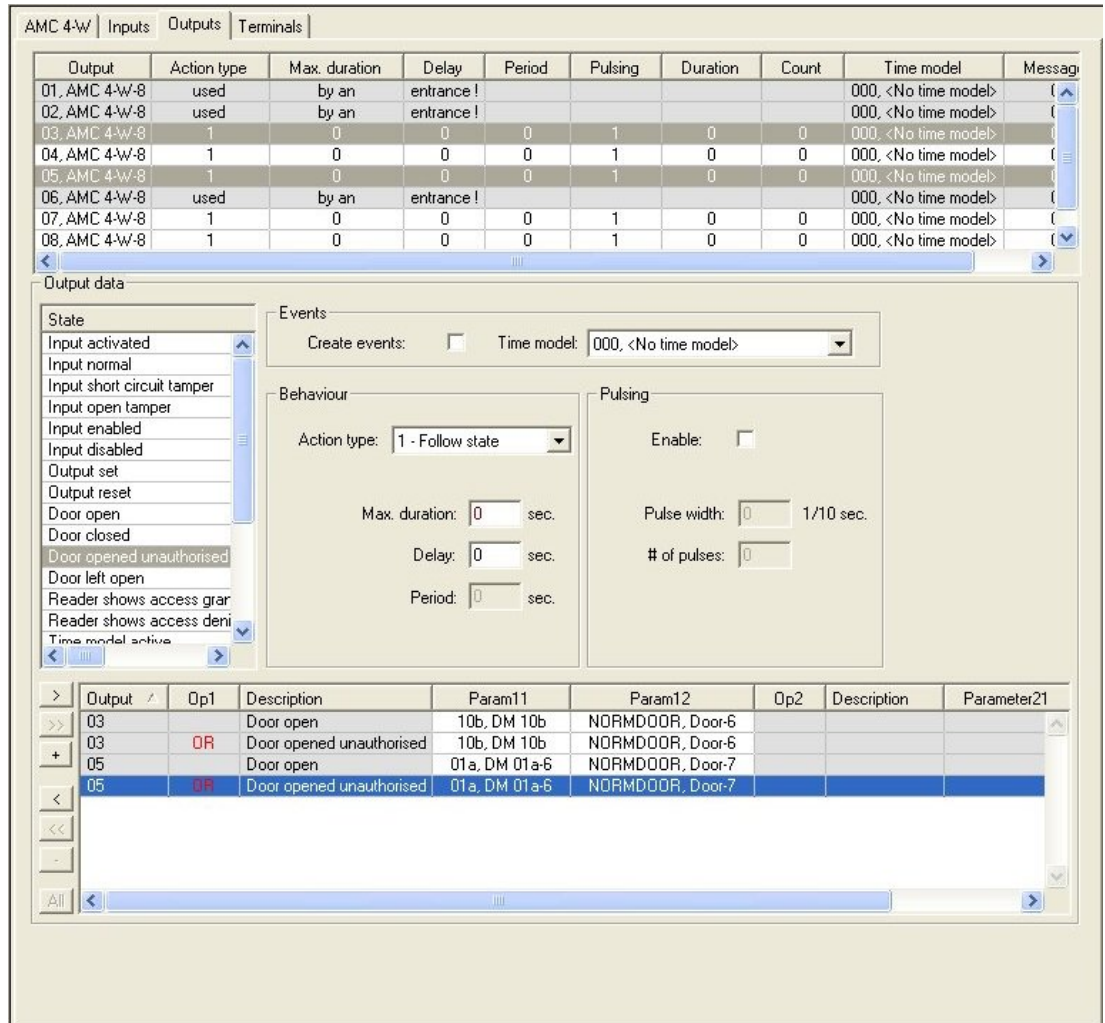 AMC 4-W Inputs Outputs Terminals
Output Action type Max. duration Delay Period Pulsing Duration Count Time model Messag
01, AMC 4-W-8 used by an entrance ! 000, <No time model>
02, AMC 4-W-8 used by an entrance ! 000, <No time model>
03, AMC 4-W-8 1 0 0 0 1 0 0 000, <No time model>
04, AMC 4-W-8 1 0 0 0 1 0 0 000, <No time model>
05, AMC 4-W-8 1 0 0 0 1 0 0 000, <No time model>
06, AMC 4-W-8 used by an entrance ! 000, <No time model>
07, AMC 4-W-8 1 0 0 0 1 0 0 000, <No time model>
08, AMC 4-W-8 1 0 0 0 1 0 0 000, <No time model>
Output data
State
Input activated
Input normal
Input short circuit tamper
Input open tamper
Input enabled
Input disabled
Output set
Output reset
Door open
Door closed
Door opened unauthorised
Door left open
Reader shows access grar
Reader shows access deni
Time model active
Events
Create events: Time model: 000, <No time model>
Behaviour
Action type: 1 - Follow state
Max. duration: 0 sec.
Delay: 0 sec.
Period: 0 sec.
Pulsing
Enable:
Pulse width: 0 1/10 sec.
# of pulses: 0
> >> + < << - All
Output Op1 Description Param11 Param12 Op2 Description Parameter21
03 Door open 10b, DM 10b NORMDOOR, Door-6
03 OR Door opened unauthorised 10b, DM 10b NORMDOOR, Door-6
05 Door open 01a, DM 01a-6 NORMDOOR, Door-7
05 OR Door opened unauthorised 01a, DM 01a-6 NORMDOOR, Door-7